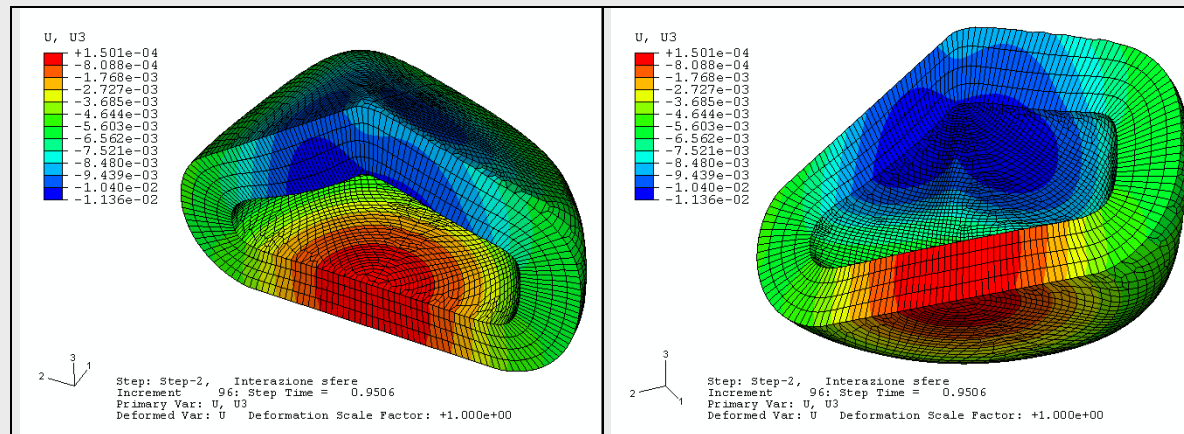 U, U3
+1.501e-04
-8.088e-04
-1.768e-03
-2.727e-03
-3.685e-03
-4.644e-03
-5.603e-03
-6.562e-03
-7.521e-03
-8.480e-03
-9.439e-03
-1.040e-02
-1.136e-02
3
2 1
Step: Step-2, Interazione sfere
Increment 96: Step Time = 0.9506
Primary Var: U, U3
Deformed Var: U Deformation Scale Factor: +1.000e+00
U, U3
+1.501e-04
-8.088e-04
-1.768e-03
-2.727e-03
-3.685e-03
-4.644e-03
-5.603e-03
-6.562e-03
-7.521e-03
-8.480e-03
-9.439e-03
-1.040e-02
-1.136e-02
3
2 1
Step: Step-2, Interazione sfere
Increment 96: Step Time = 0.9506
Primary Var: U, U3
Deformed Var: U Deformation Scale Factor: +1.000e+00